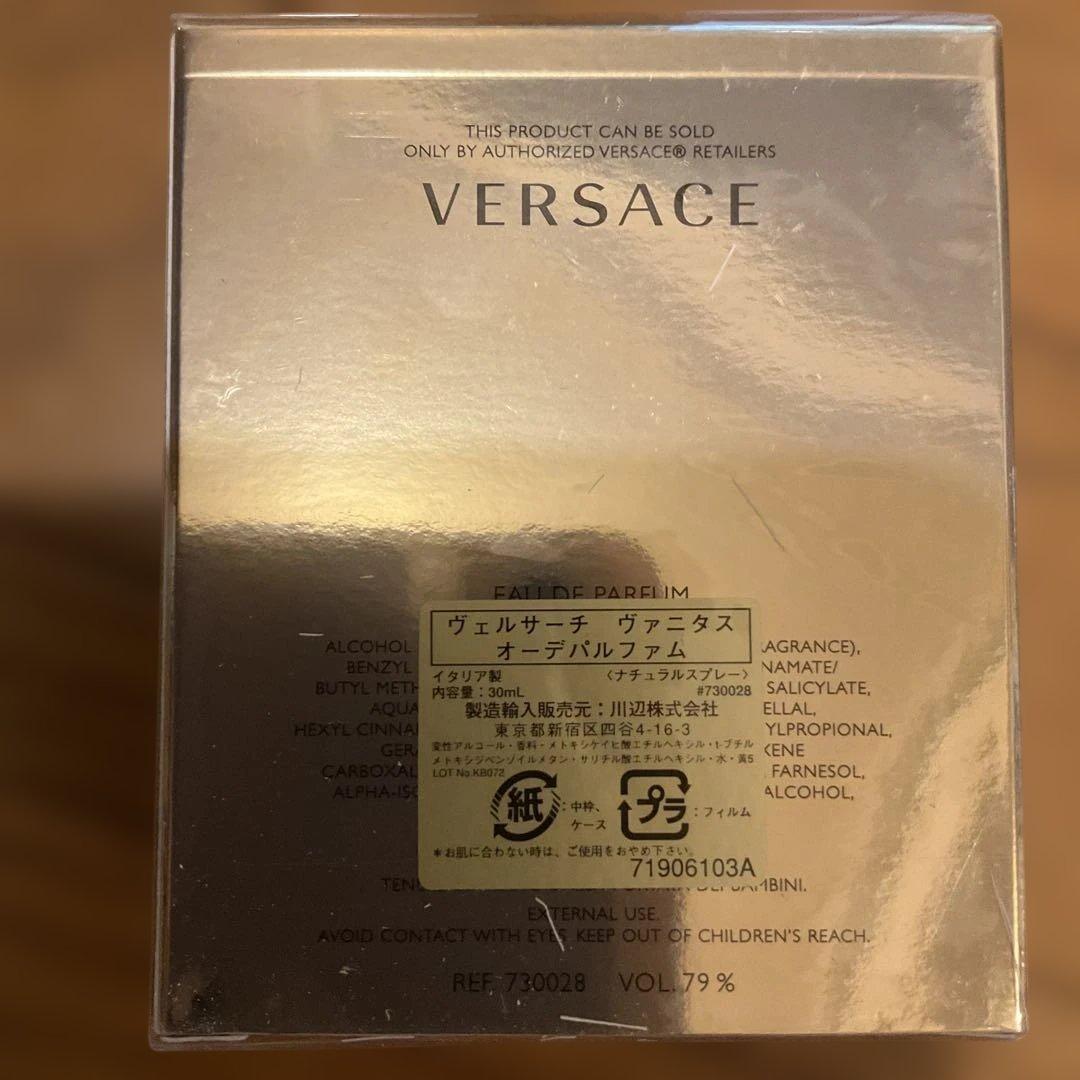 THIS PRODUCT CAN BE SOLD
ONLY BY AUTHORIZED VERSACE® RETAILERS
VERSACE
EAU DE PARFUM
ヴェルサーチ ヴァニタス
オーデパルファム
イタリア製 〈ナチュラルスプレー〉
内容量：30mL #730028
製造輸入販売元：川辺株式会社
東京都新宿区四谷4-16-3
変性アルコール・香料・メトキシケイヒ酸エチルヘキシル・t-ブチル
メトキシジベンゾイルメタン・サリチル酸エチルヘキシル・水・黄5
LOT No.KB072
紙：中枠、
ケース
プラ：フィルム
＊お肌に合わない時は、ご使用をおやめ下さい。
71906103A
ALCOHOL RAGRANCE),
BENZYL NAMATE/
BUTYL METH SALICYLATE,
AQUA ELLAL,
HEXYL CINNA YLPROPIONAL,
GERA XENE
CARBOXAL FARNESOL,
ALPHA-ISO ALCOHOL,
BAMBINI.
EXTERNAL USE.
AVOID CONTACT WITH EYES. KEEP OUT OF CHILDREN'S REACH.
REF. 730028 VOL. 79 %